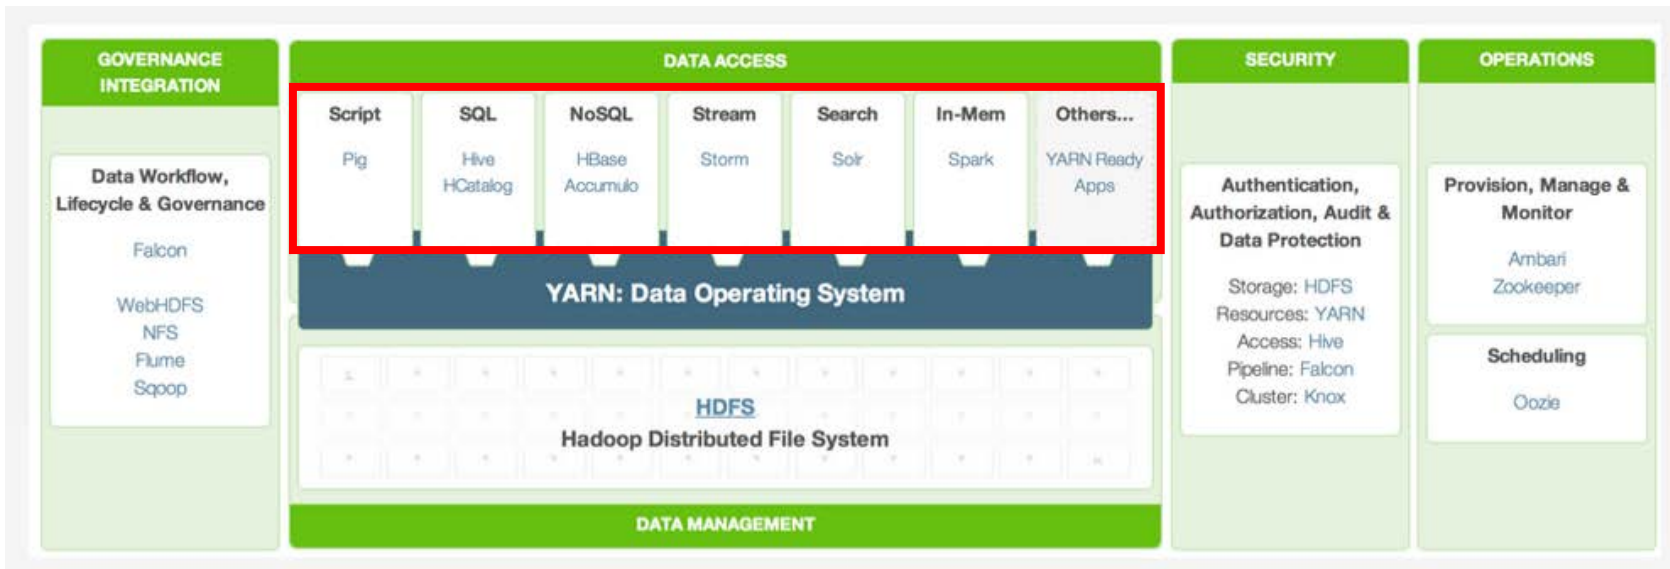 GOVERNANCE
INTEGRATION
Data Workflow,
Lifecycle & Governance
Falcon
WebHDFS
NFS
Flume
Sqoop
DATA ACCESS
Script
Pig
SQL
Hive
HCatalog
NoSQL
HBase
Accumulo
Stream
Storm
Search
Solr
In-Mem
Spark
Others...
YARN Ready
Apps
YARN: Data Operating System
HDFS
Hadoop Distributed File System
DATA MANAGEMENT
SECURITY
Authentication,
Authorization, Audit &
Data Protection
Storage: HDFS
Resources: YARN
Access: Hive
Pipeline: Falcon
Cluster: Knox
OPERATIONS
Provision, Manage &
Monitor
Ambari
Zookeeper
Scheduling
Oozie